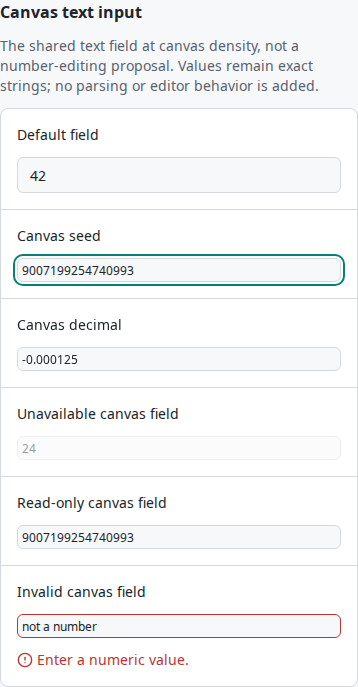 Canvas text input
The shared text field at canvas density, not a
number-editing proposal. Values remain exact
strings; no parsing or editor behavior is added.
Default field
42
Canvas seed
9007199254740993
Canvas decimal
-0.000125
Unavailable canvas field
24
Read-only canvas field
9007199254740993
Invalid canvas field
not a number
Enter a numeric value.